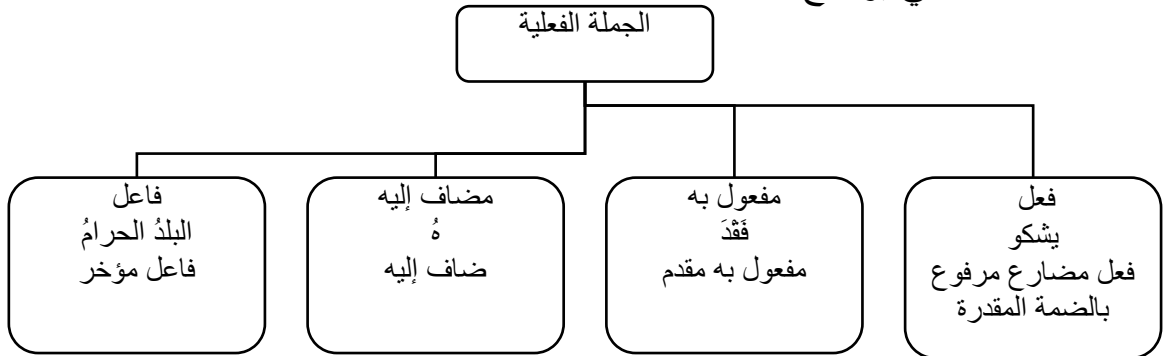 الجملة الفعلية
فعل
يشكو
فعل مضارع مرفوع
بالضمة المقدرة
مفعول به
فَقْدَ
مفعول به مقدم
مضاف إليه
هُ
ضاف إليه
فاعل
البلدُ الحرامُ
فاعل مؤخر